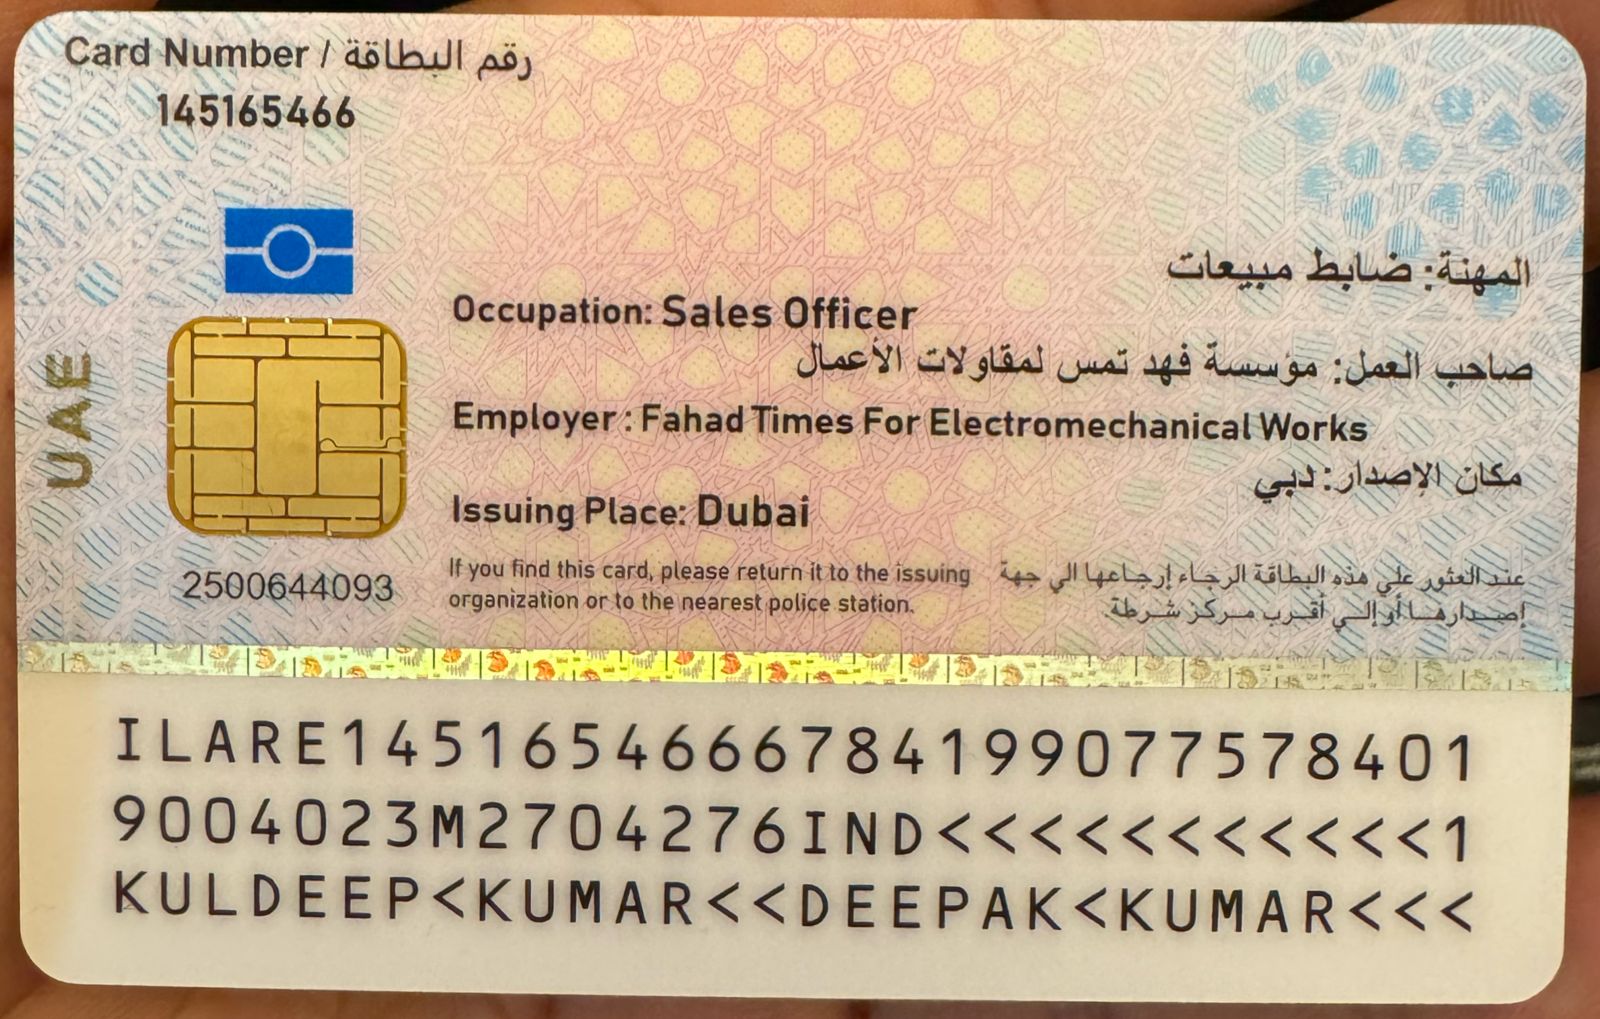 Card Number / رقم البطاقة
145165466
المهنة: ضابط مبيعات
Occupation: Sales Officer
صاحب العمل: مؤسسة فهد تمس لمقاولات الأعمال
Employer : Fahad Times For Electromechanical Works
مكان الإصدار: دبي
Issuing Place: Dubai
UAE
2500644093
If you find this card, please return it to the issuing
organization or to the nearest police station.
عند العثور علي هذه البطاقة الرجاء إرجاعها الي جهة
إصدارها أو إلي أقرب مركز شرطة.
ILARE1451654666784199077578401
9004023M2704276IND<<<<<<<<<<<1
KULDEEP<KUMAR<<DEEPAK<KUMAR<<<